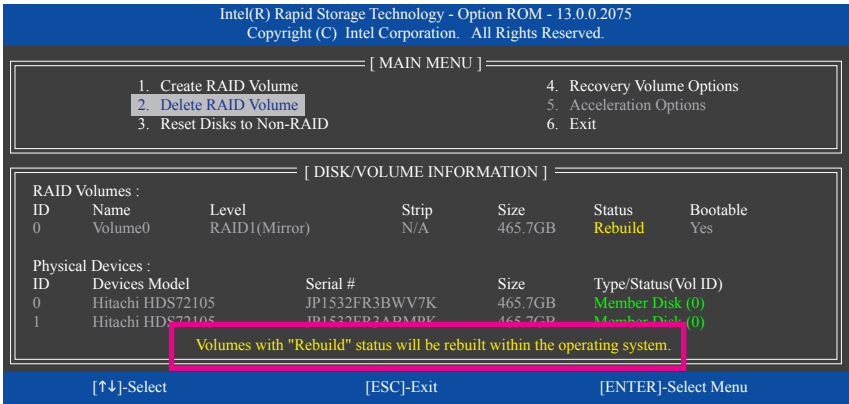 Intel(R) Rapid Storage Technology - Option ROM - 13.0.0.2075
Copyright (C) Intel Corporation. All Rights Reserved.
[ MAIN MENU ]
1. Create RAID Volume
2. Delete RAID Volume
3. Reset Disks to Non-RAID
4. Recovery Volume Options
5. Acceleration Options
6. Exit
[ DISK/VOLUME INFORMATION ]
RAID Volumes :
ID Name Level Strip Size Status Bootable
0 Volume0 RAID1(Mirror) N/A 465.7GB Rebuild Yes
Physical Devices :
ID Devices Model Serial # Size Type/Status(Vol ID)
0 Hitachi HDS72105 JP1532FR3BWV7K 465.7GB Member Disk (0)
1 Hitachi HDS72105 JP1532FR3ABMPK 465.7GB Member Disk (0)
Volumes with "Rebuild" status will be rebuilt within the operating system.
[↑↓]-Select [ESC]-Exit [ENTER]-Select Menu